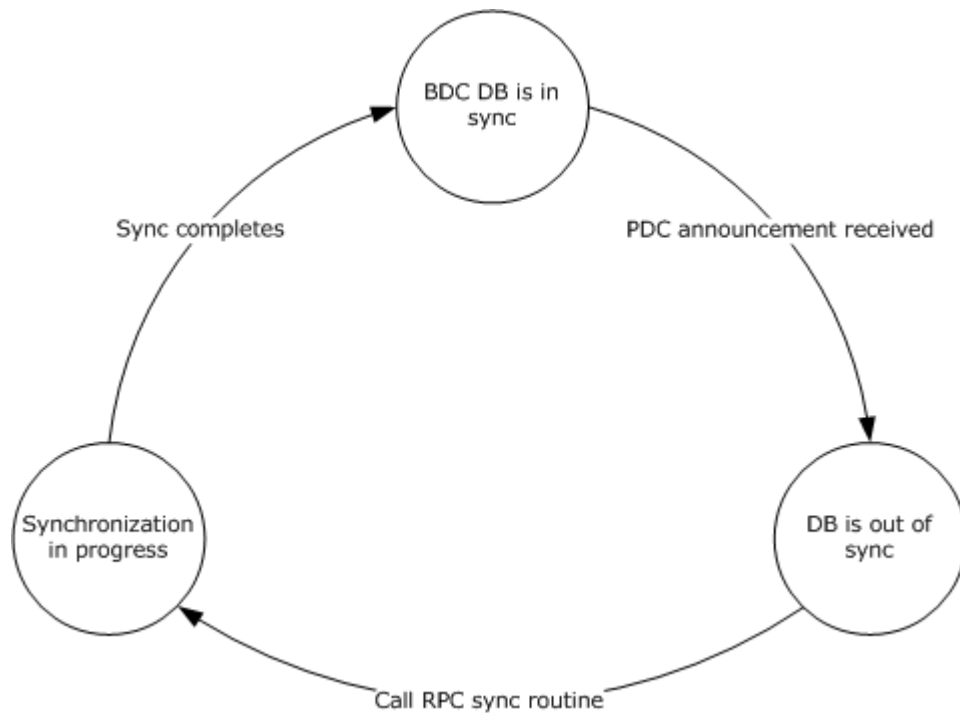 BDC DB is in
sync
Sync completes
PDC announcement received
Synchronization
in progress
DB is out of
sync
Call RPC sync routine